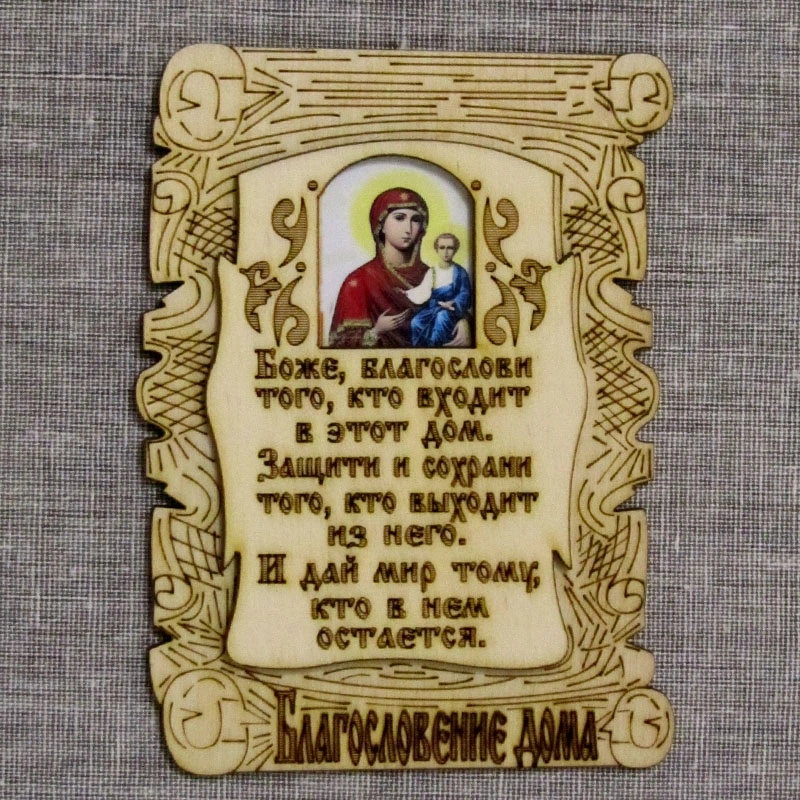 Боже, благослови
того, кто входит
в этот дом.
Защити и сохрани
того, кто выходит
из него.
И дай мир тому,
кто в нем
остается.
Благословение дома